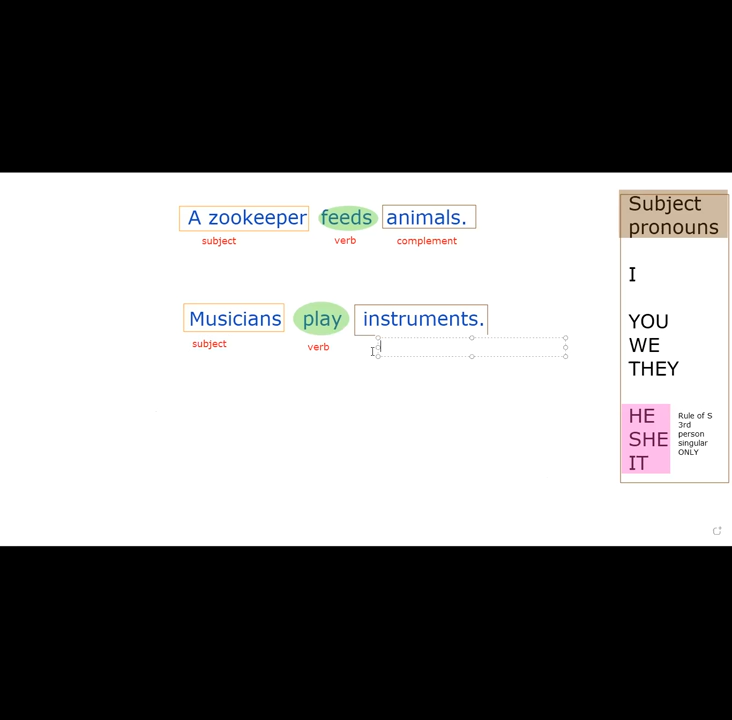 A zookeeper feeds animals.
subject verb complement
Musicians play instruments.
subject verb
Subject
pronouns
I
YOU
WE
THEY
HE
SHE
IT
Rule of S
3rd
person
singular
ONLY